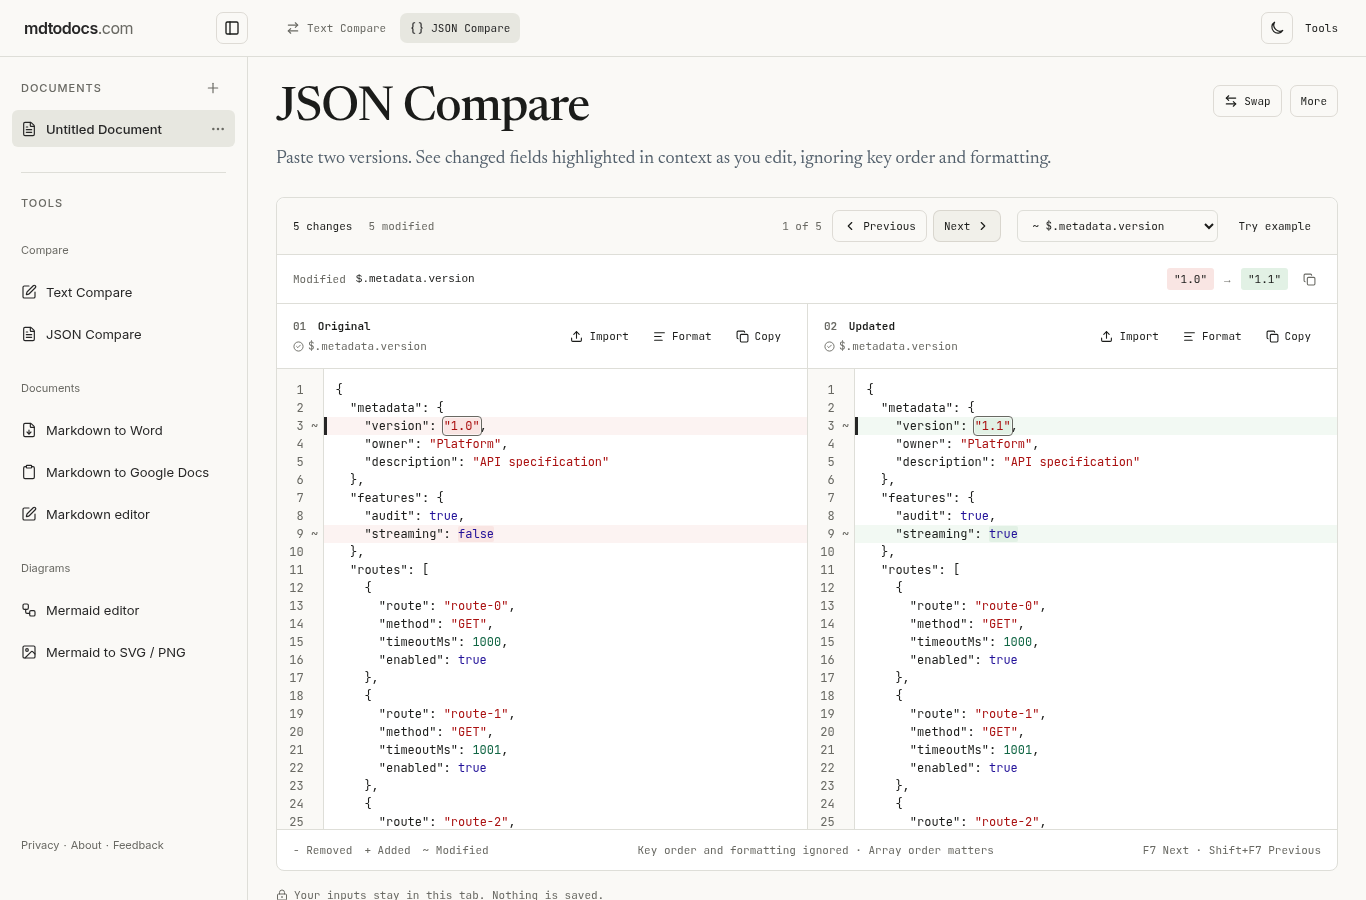 mdtodocs.com
Text Compare
{} JSON Compare
Tools
DOCUMENTS
Untitled Document
TOOLS
Compare
Text Compare
JSON Compare
Documents
Markdown to Word
Markdown to Google Docs
Markdown editor
Diagrams
Mermaid editor
Mermaid to SVG / PNG
Privacy · About · Feedback
JSON Compare
Swap
More
Paste two versions. See changed fields highlighted in context as you edit, ignoring key order and formatting.
5 changes 5 modified
1 of 5
Previous
Next
~ $.metadata.version
Try example
Modified $.metadata.version
"1.0" → "1.1"
01 Original
$.metadata.version
Import
Format
Copy
1 {
2 "metadata": {
3 ~ "version": "1.0",
4 "owner": "Platform",
5 "description": "API specification"
6 },
7 "features": {
8 "audit": true,
9 ~ "streaming": false
10 },
11 "routes": [
12 {
13 "route": "route-0",
14 "method": "GET",
15 "timeoutMs": 1000,
16 "enabled": true
17 },
18 {
19 "route": "route-1",
20 "method": "GET",
21 "timeoutMs": 1001,
22 "enabled": true
23 },
24 {
25 "route": "route-2",
02 Updated
$.metadata.version
Import
Format
Copy
1 {
2 "metadata": {
3 ~ "version": "1.1",
4 "owner": "Platform",
5 "description": "API specification"
6 },
7 "features": {
8 "audit": true,
9 ~ "streaming": true
10 },
11 "routes": [
12 {
13 "route": "route-0",
14 "method": "GET",
15 "timeoutMs": 1000,
16 "enabled": true
17 },
18 {
19 "route": "route-1",
20 "method": "GET",
21 "timeoutMs": 1001,
22 "enabled": true
23 },
24 {
25 "route": "route-2",
- Removed + Added ~ Modified
Key order and formatting ignored · Array order matters
F7 Next · Shift+F7 Previous
Your inputs stay in this tab. Nothing is saved.